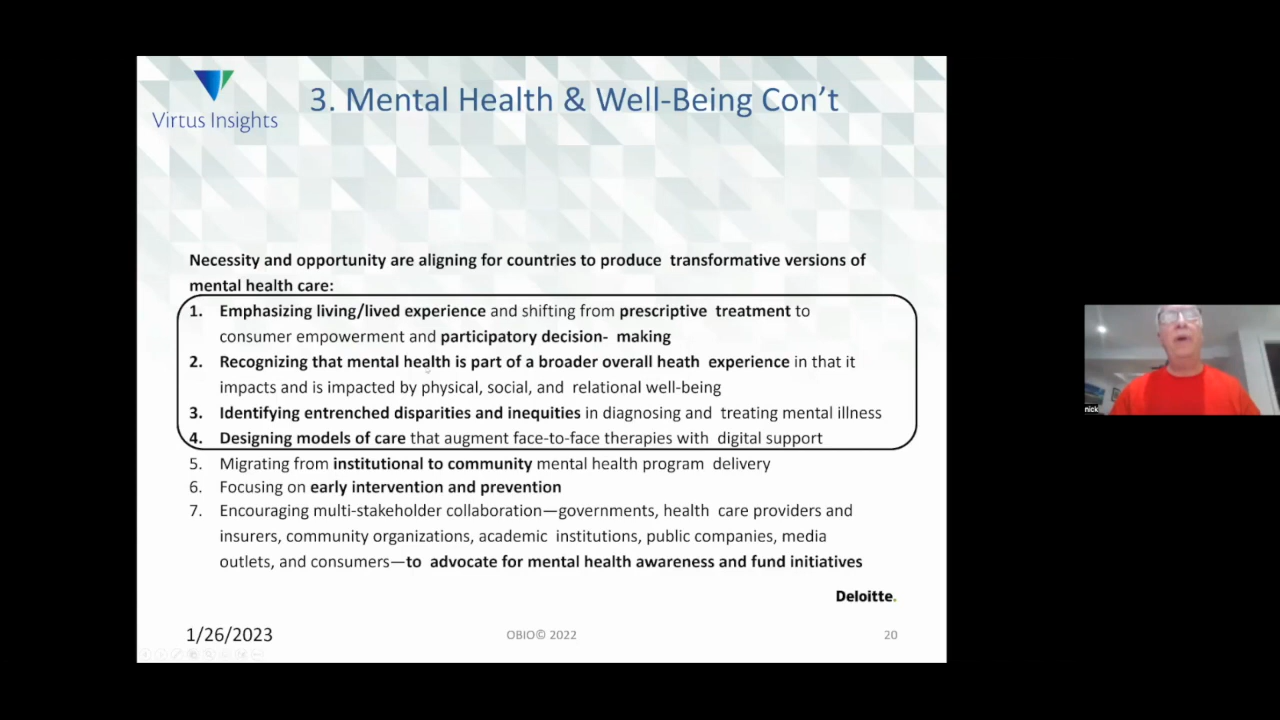 Virtus Insights
3. Mental Health & Well-Being Con’t
Necessity and opportunity are aligning for countries to produce transformative versions of
mental health care:
1. Emphasizing living/lived experience and shifting from prescriptive treatment to
consumer empowerment and participatory decision- making
2. Recognizing that mental health is part of a broader overall heath experience in that it
impacts and is impacted by physical, social, and relational well-being
3. Identifying entrenched disparities and inequities in diagnosing and treating mental illness
4. Designing models of care that augment face-to-face therapies with digital support
5. Migrating from institutional to community mental health program delivery
6. Focusing on early intervention and prevention
7. Encouraging multi-stakeholder collaboration—governments, health care providers and
insurers, community organizations, academic institutions, public companies, media
outlets, and consumers—to advocate for mental health awareness and fund initiatives
Deloitte.
1/26/2023
OBIO© 2022
20
nick